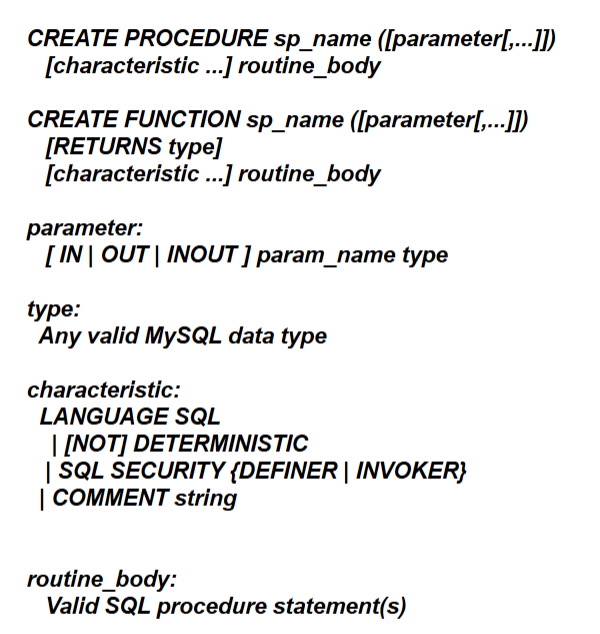 CREATE PROCEDURE sp_name ([parameter[,...]])
[characteristic ...] routine_body
CREATE FUNCTION sp_name ([parameter[,...]])
[RETURNS type]
[characteristic ...] routine_body
parameter:
[ IN | OUT | INOUT ] param_name type
type:
Any valid MySQL data type
characteristic:
LANGUAGE SQL
| [NOT] DETERMINISTIC
| SQL SECURITY {DEFINER | INVOKER}
| COMMENT string
routine_body:
Valid SQL procedure statement(s)